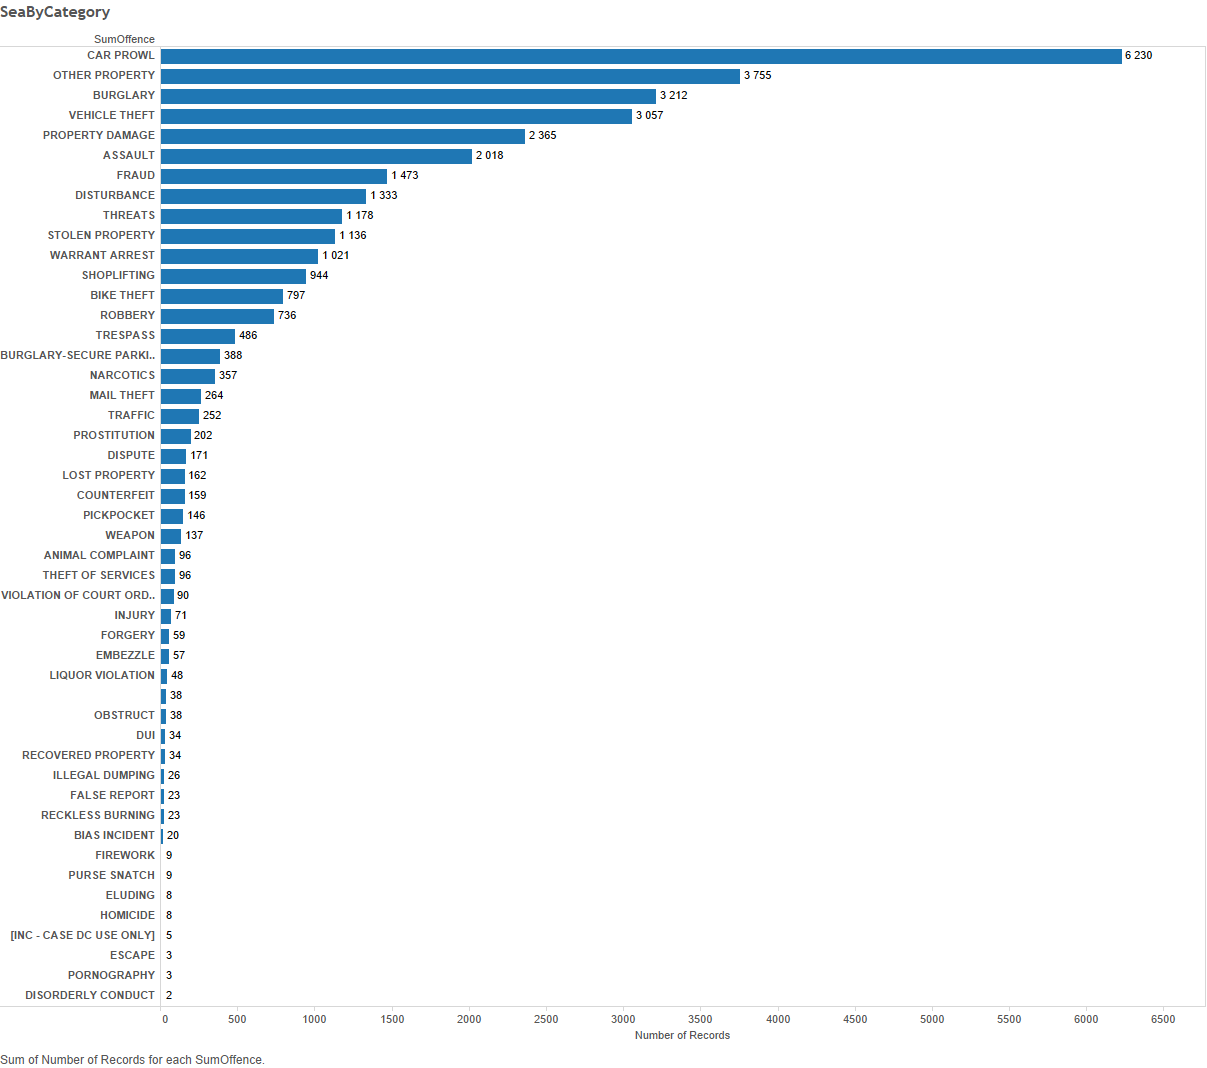 SeaByCategory
SumOffence
CAR PROWL 6 230
OTHER PROPERTY 3 755
BURGLARY 3 212
VEHICLE THEFT 3 057
PROPERTY DAMAGE 2 365
ASSAULT 2 018
FRAUD 1 473
DISTURBANCE 1 333
THREATS 1 178
STOLEN PROPERTY 1 136
WARRANT ARREST 1 021
SHOPLIFTING 944
BIKE THEFT 797
ROBBERY 736
TRESPASS 486
BURGLARY-SECURE PARKI.. 388
NARCOTICS 357
MAIL THEFT 264
TRAFFIC 252
PROSTITUTION 202
DISPUTE 171
LOST PROPERTY 162
COUNTERFEIT 159
PICKPOCKET 146
WEAPON 137
ANIMAL COMPLAINT 96
THEFT OF SERVICES 96
VIOLATION OF COURT ORD.. 90
INJURY 71
FORGERY 59
EMBEZZLE 57
LIQUOR VIOLATION 48
38
OBSTRUCT 38
DUI 34
RECOVERED PROPERTY 34
ILLEGAL DUMPING 26
FALSE REPORT 23
RECKLESS BURNING 23
BIAS INCIDENT 20
FIREWORK 9
PURSE SNATCH 9
ELUDING 8
HOMICIDE 8
[INC - CASE DC USE ONLY] 5
ESCAPE 3
PORNOGRAPHY 3
DISORDERLY CONDUCT 2
0 500 1000 1500 2000 2500 3000 3500 4000 4500 5000 5500 6000 6500
Number of Records
Sum of Number of Records for each SumOffence.